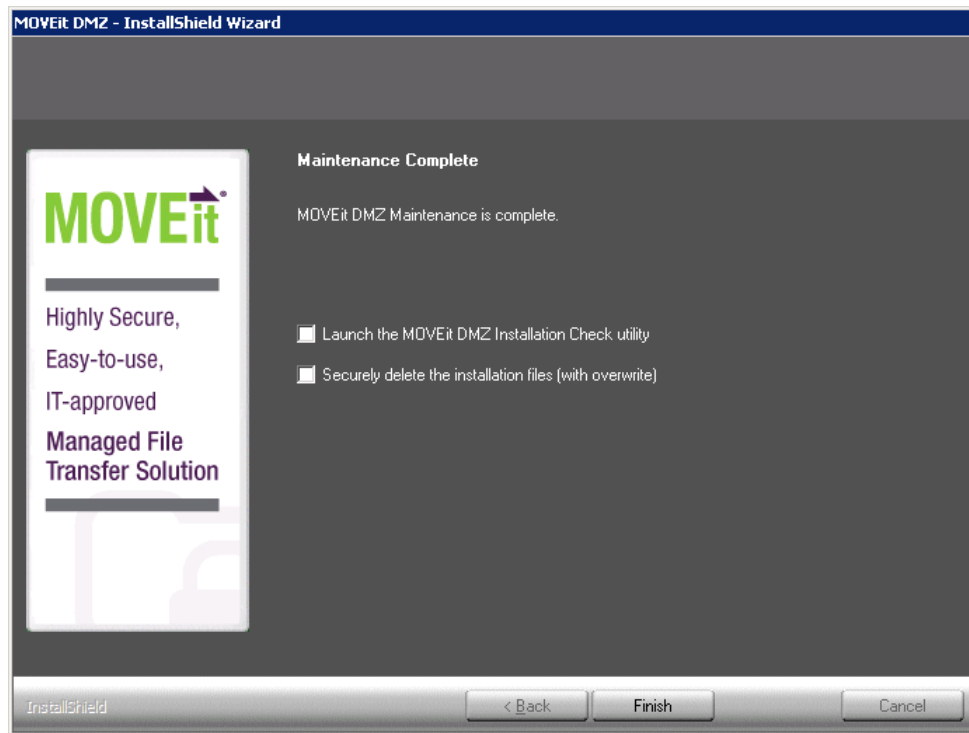 MOVEit DMZ - InstallShield Wizard
MOVEit®
Highly Secure,
Easy-to-use,
IT-approved
Managed File
Transfer Solution
Maintenance Complete
MOVEit DMZ Maintenance is complete.
Launch the MOVEit DMZ Installation Check utility
Securely delete the installation files (with overwrite)
InstallShield
< Back
Finish
Cancel